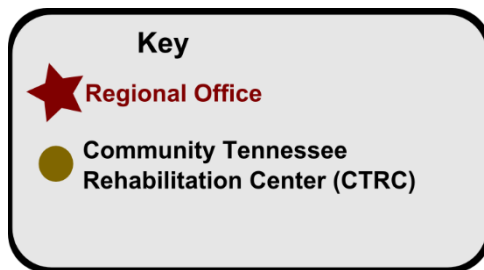 Key
Regional Office
Community Tennessee
Rehabilitation Center (CTRC)